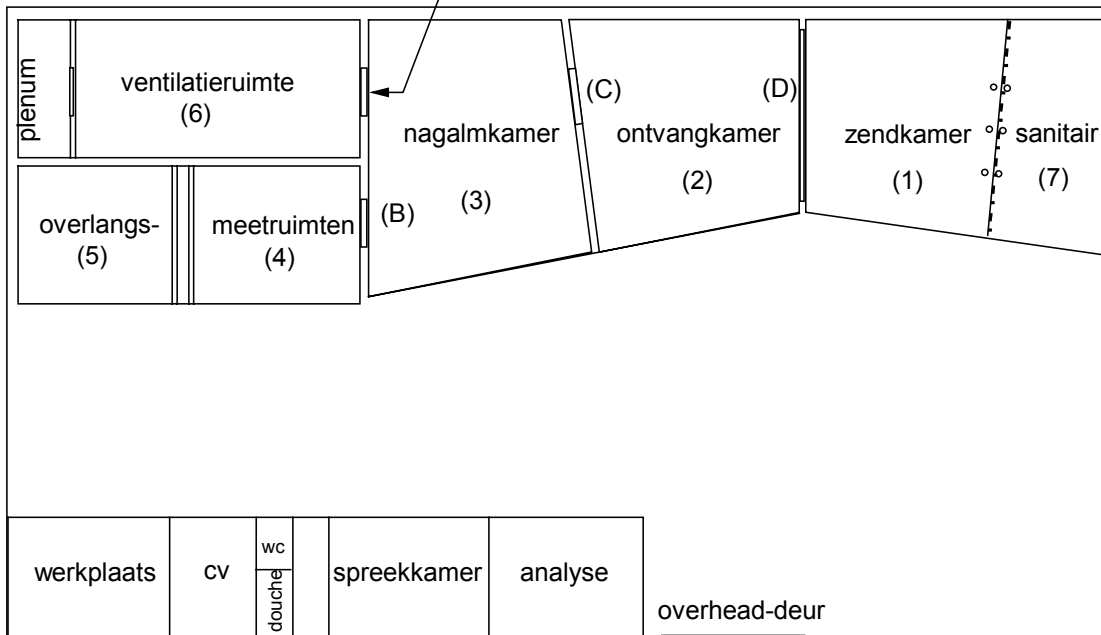 plenum
ventilatieruimte
(6)
nagalmkamer
(3)
(C)
ontvangkamer
(2)
(D)
zendkamer
(1)
sanitair
(7)
(B)
overlangs-
(5)
meetruimten
(4)
werkplaats
cv
wc
douche
spreekkamer
analyse
overhead-deur